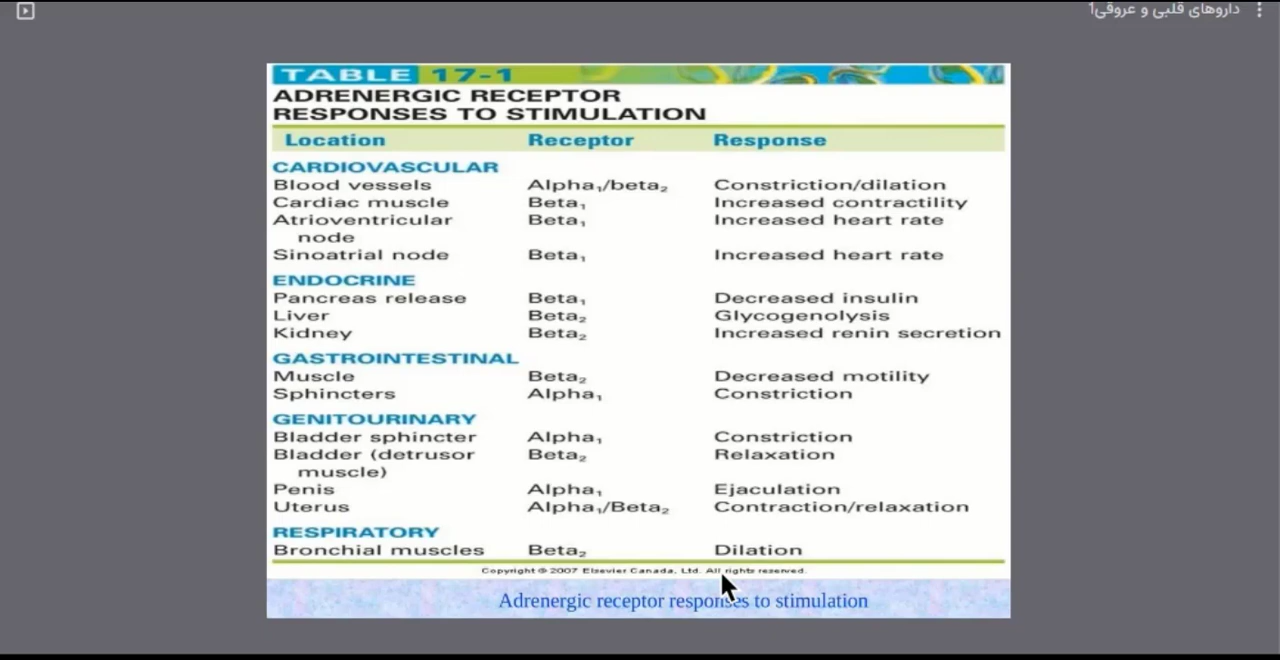 داروهای قلبی و عروقی1
TABLE 17-1
ADRENERGIC RECEPTOR
RESPONSES TO STIMULATION
Location Receptor Response
CARDIOVASCULAR
Blood vessels Alpha₁/beta₂ Constriction/dilation
Cardiac muscle Beta₁ Increased contractility
Atrioventricular Beta₁ Increased heart rate
node
Sinoatrial node Beta₁ Increased heart rate
ENDOCRINE
Pancreas release Beta₁ Decreased insulin
Liver Beta₂ Glycogenolysis
Kidney Beta₂ Increased renin secretion
GASTROINTESTINAL
Muscle Beta₂ Decreased motility
Sphincters Alpha₁ Constriction
GENITOURINARY
Bladder sphincter Alpha₁ Constriction
Bladder (detrusor Beta₂ Relaxation
muscle)
Penis Alpha₁ Ejaculation
Uterus Alpha₁/Beta₂ Contraction/relaxation
RESPIRATORY
Bronchial muscles Beta₂ Dilation
Copyright © 2007 Elsevier Canada, Ltd. All rights reserved.
Adrenergic receptor responses to stimulation